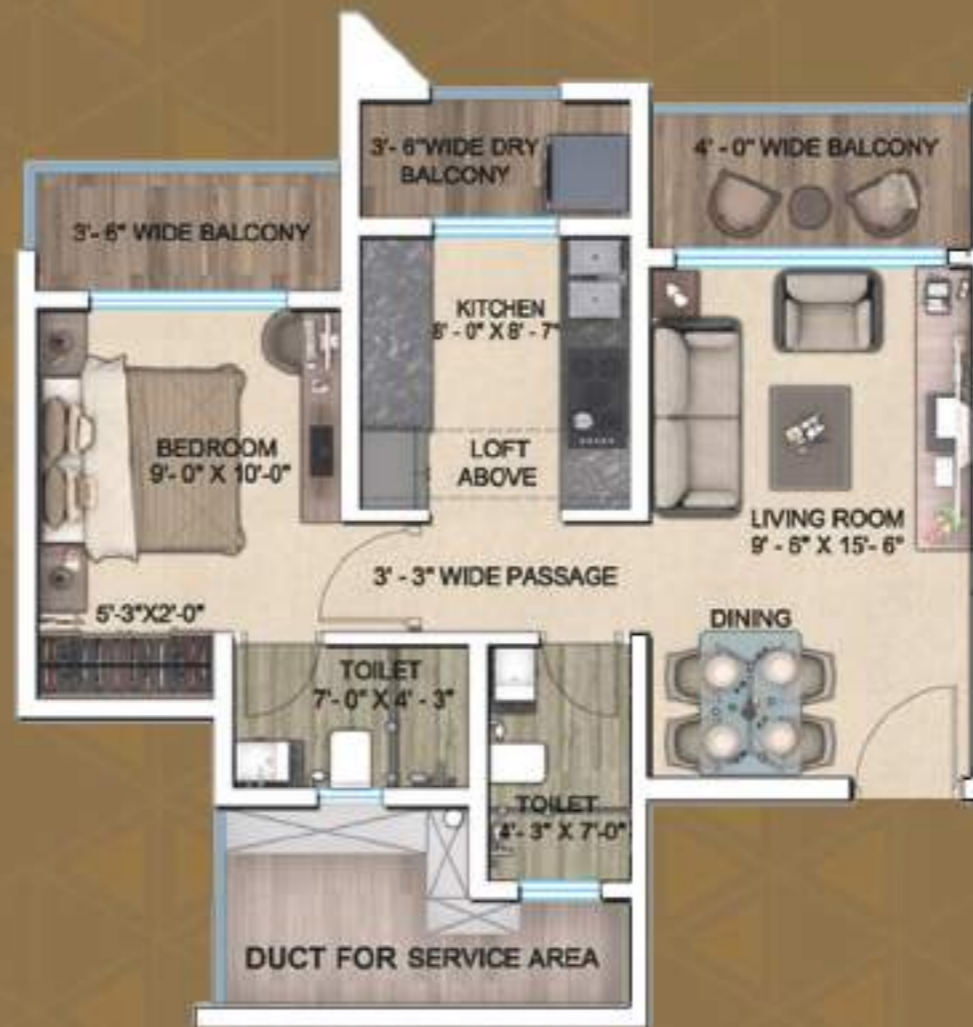 3'- 6"WIDE DRY
BALCONY
4' - 0" WIDE BALCONY
3'- 6" WIDE BALCONY
KITCHEN
8' - 0" X 8' - 7"
BEDROOM
9'- 0" X 10'-0"
LOFT
ABOVE
LIVING ROOM
9' - 6" X 15'- 6"
3' - 3" WIDE PASSAGE
5'-3"X2'-0"
DINING
TOILET
7'- 0" X 4' - 3"
TOILET
4'- 3" X 7'-0"
DUCT FOR SERVICE AREA